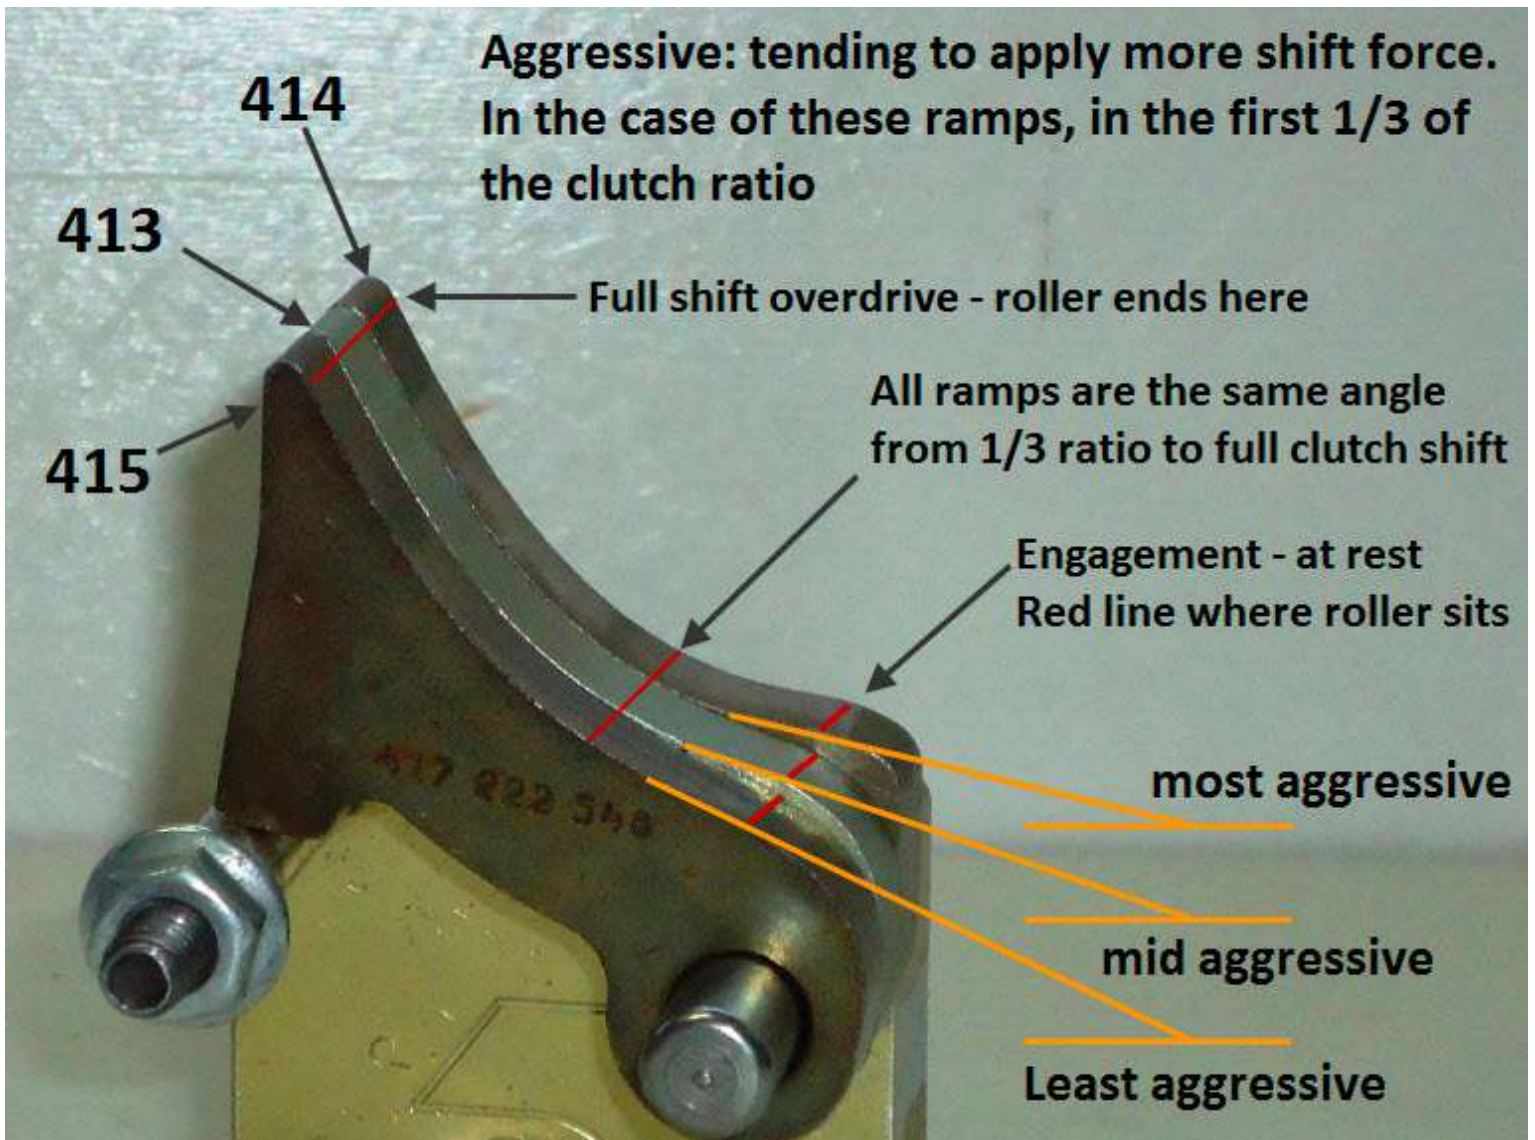 Aggressive: tending to apply more shift force.
In the case of these ramps, in the first 1/3 of
the clutch ratio
414
413
Full shift overdrive - roller ends here
All ramps are the same angle
from 1/3 ratio to full clutch shift
415
Engagement - at rest
Red line where roller sits
417 222 546
most aggressive
mid aggressive
Least aggressive